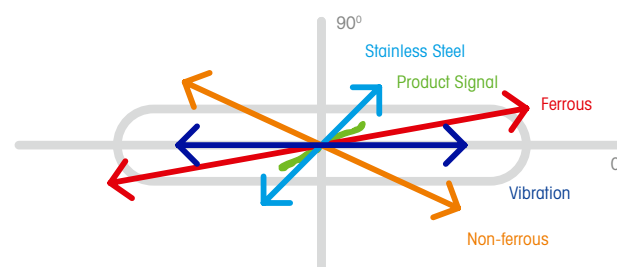 90⁰
Stainless Steel
Product Signal
Ferrous
Vibration
Non-ferrous